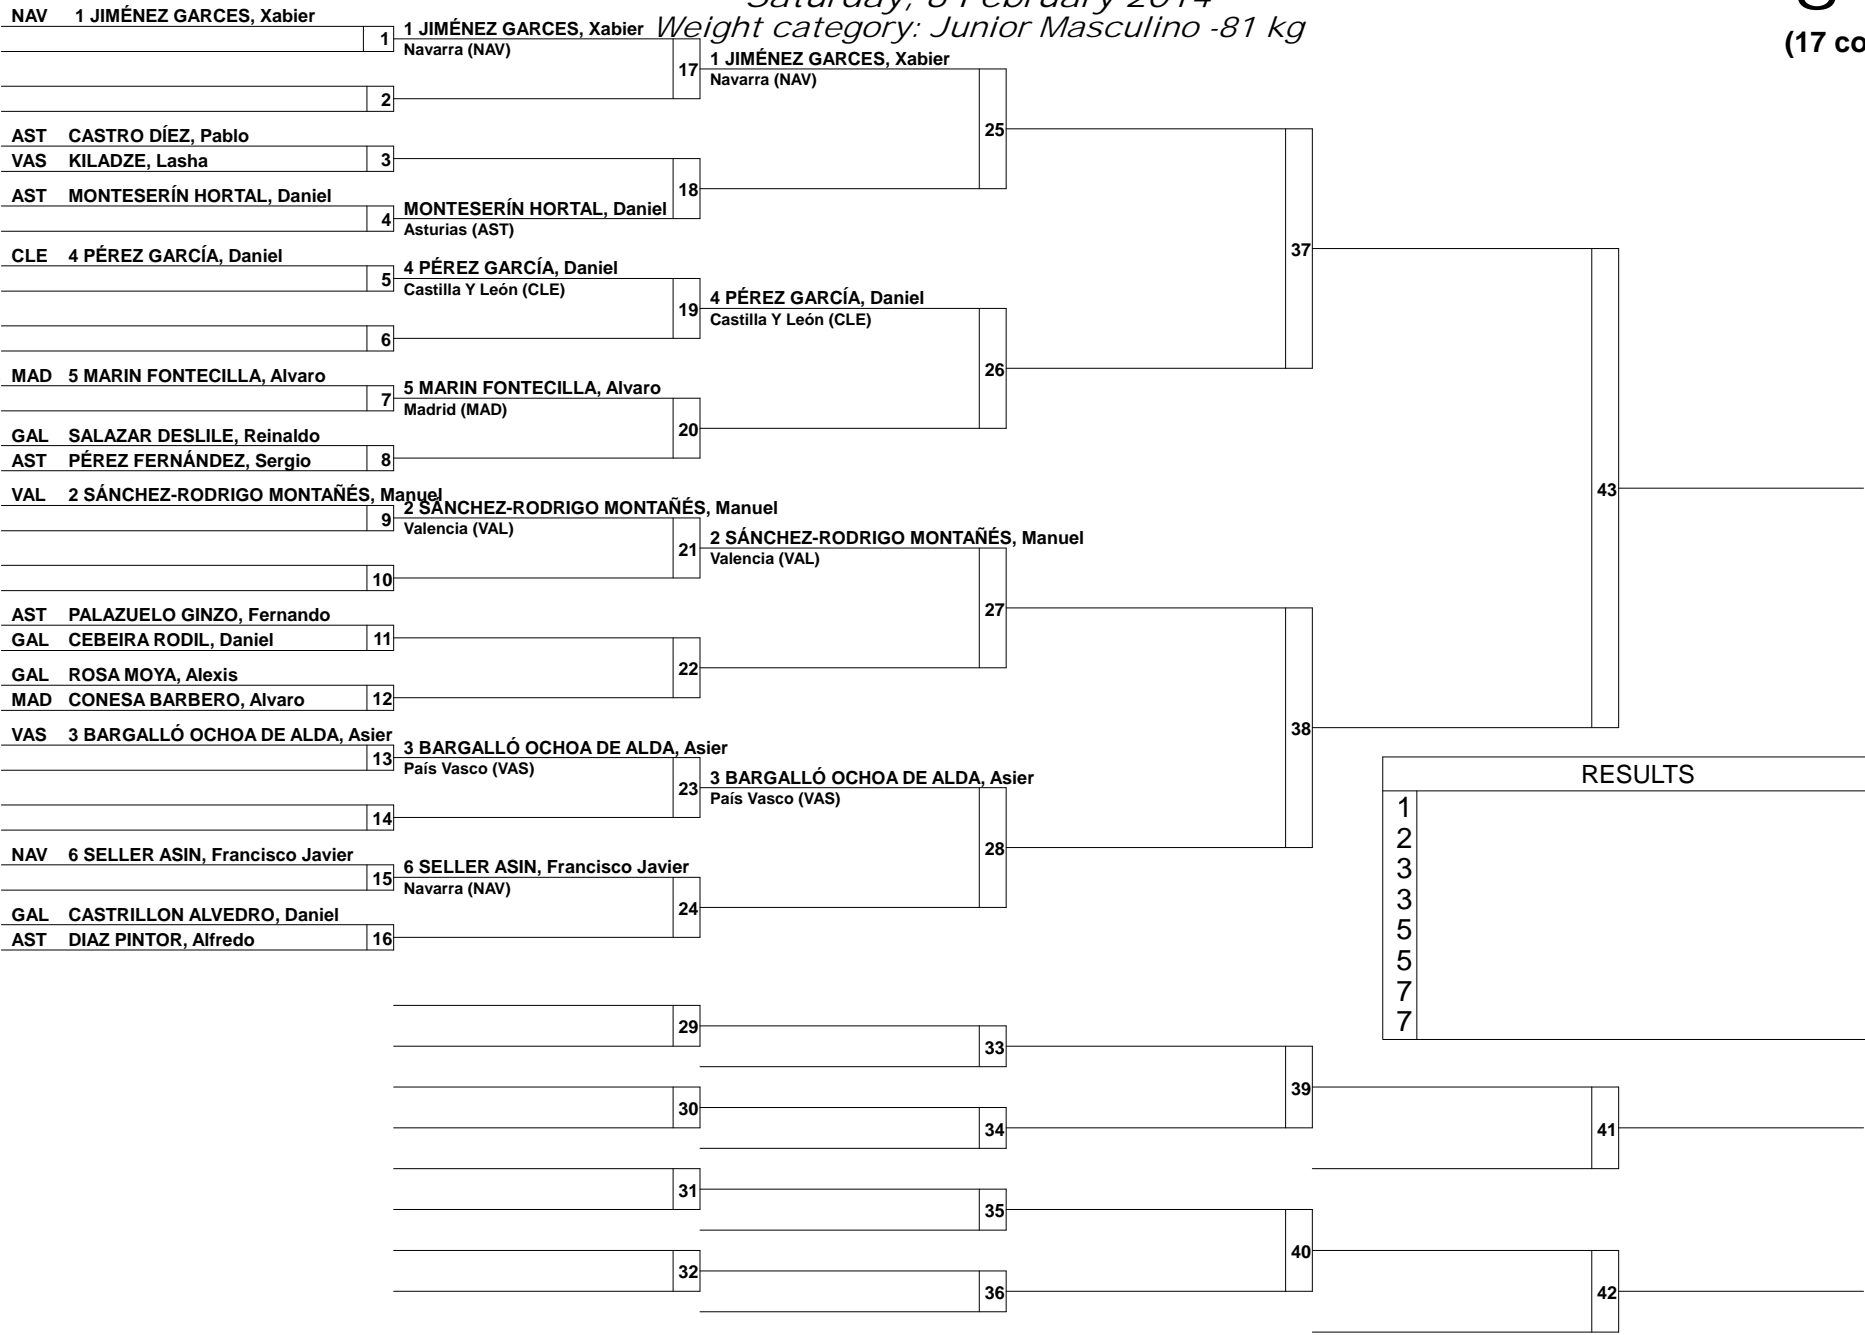 Saturday, 8 February 2014
Weight category: Junior Masculino -81 kg
(17 co
NAV 1 JIMÉNEZ GARCES, Xabier
1
2
AST CASTRO DÍEZ, Pablo
VAS KILADZE, Lasha
3
AST MONTESERÍN HORTAL, Daniel
4
CLE 4 PÉREZ GARCÍA, Daniel
5
6
MAD 5 MARIN FONTECILLA, Alvaro
7
GAL SALAZAR DESLILE, Reinaldo
AST PÉREZ FERNÁNDEZ, Sergio
8
VAL 2 SÁNCHEZ-RODRIGO MONTAÑÉS, Manuel
9
10
AST PALAZUELO GINZO, Fernando
GAL CEBEIRA RODIL, Daniel
11
GAL ROSA MOYA, Alexis
MAD CONESA BARBERO, Alvaro
12
VAS 3 BARGALLÓ OCHOA DE ALDA, Asier
13
14
NAV 6 SELLER ASIN, Francisco Javier
15
GAL CASTRILLON ALVEDRO, Daniel
AST DIAZ PINTOR, Alfredo
16
1 JIMÉNEZ GARCES, Xabier
Navarra (NAV)
17
MONTESERÍN HORTAL, Daniel
Asturias (AST)
18
4 PÉREZ GARCÍA, Daniel
Castilla Y León (CLE)
19
5 MARIN FONTECILLA, Alvaro
Madrid (MAD)
20
2 SÁNCHEZ-RODRIGO MONTAÑÉS, Manuel
Valencia (VAL)
21
22
3 BARGALLÓ OCHOA DE ALDA, Asier
País Vasco (VAS)
23
6 SELLER ASIN, Francisco Javier
Navarra (NAV)
24
1 JIMÉNEZ GARCES, Xabier
Navarra (NAV)
25
4 PÉREZ GARCÍA, Daniel
Castilla Y León (CLE)
26
2 SÁNCHEZ-RODRIGO MONTAÑÉS, Manuel
Valencia (VAL)
27
3 BARGALLÓ OCHOA DE ALDA, Asier
País Vasco (VAS)
28
37
38
43
RESULTS
1
2
3
3
5
5
7
7
29
30
31
32
33
34
35
36
39
40
41
42